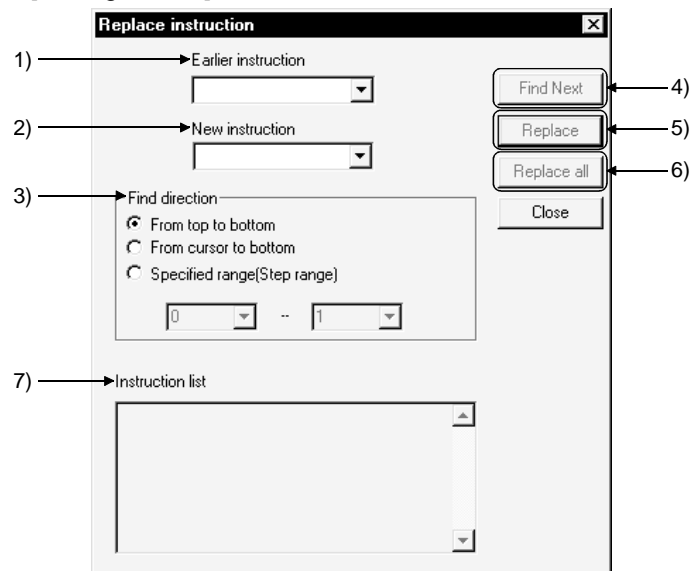 Replace instruction
1) Earlier instruction
Find Next 4)
2) New instruction
Replace 5)
Replace all 6)
3) Find direction
Close
From top to bottom
From cursor to bottom
Specified range(Step range)
0 -- 1
7) Instruction list